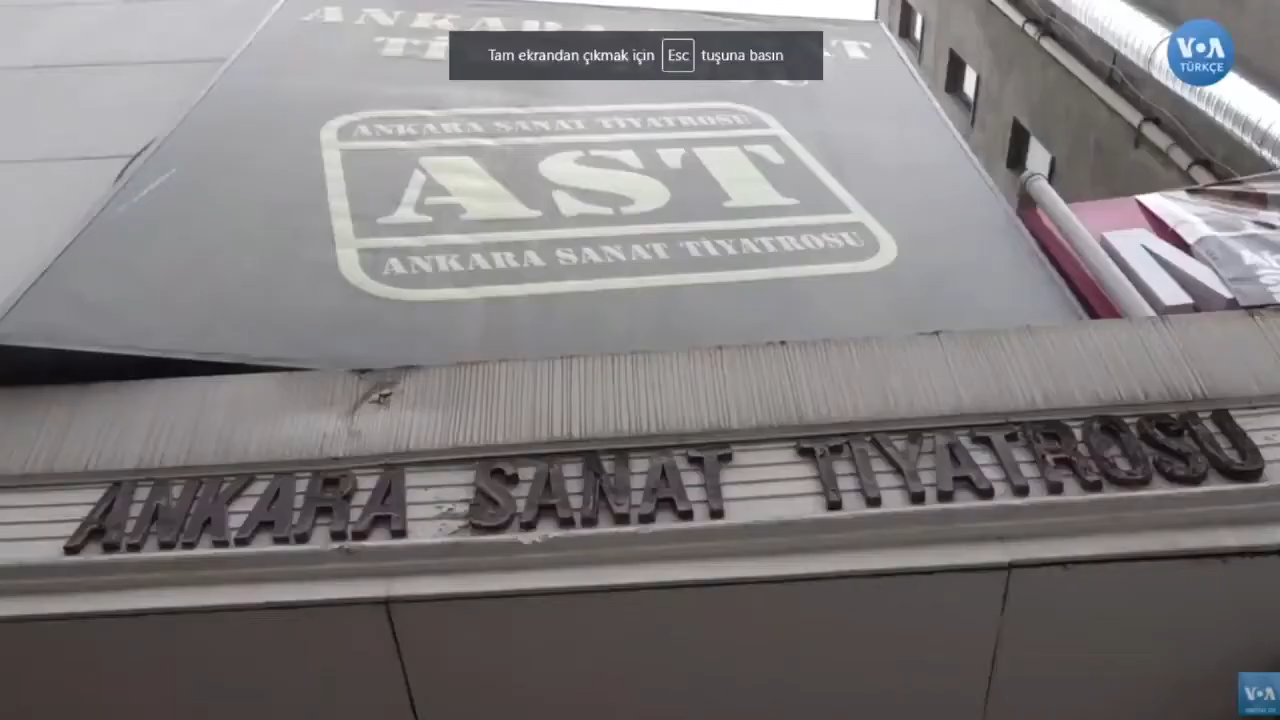 ANKARA
Tam ekrandan çıkmak için Esc tuşuna basın
VOA
TÜRKÇE
ANKARA SANAT TİYATROSU
AST
ANKARA SANAT TİYATROSU
ANKARA SANAT TİYATROSU
VOA